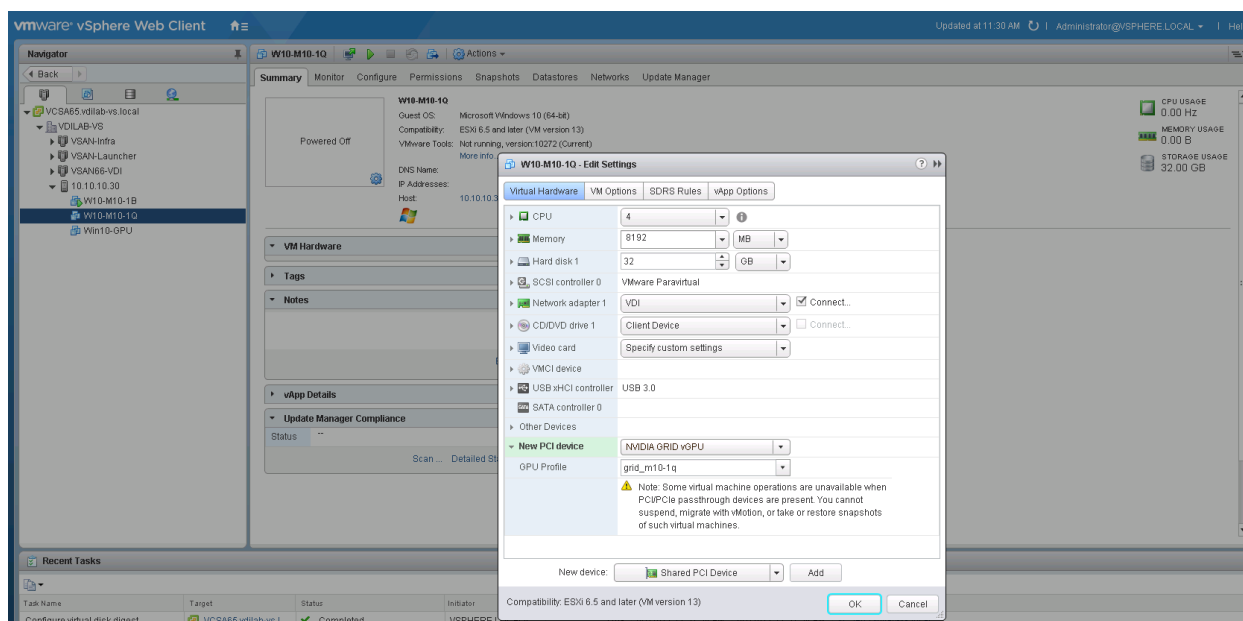 vmware® vSphere Web Client
Updated at 11:30 AM | Administrator@VSPHERE.LOCAL | Hel
Navigator
Back
VCSA65.vdilab-vs.local
VDILAB-VS
VSAN-Infra
VSAN-Launcher
VSAN66-VDI
10.10.10.30
W10-M10-1B
W10-M10-1Q
Win10-GPU
W10-M10-1Q Actions
Summary Monitor Configure Permissions Snapshots Datastores Networks Update Manager
Powered Off
W10-M10-1Q
Guest OS: Microsoft Windows 10 (64-bit)
Compatibility: ESXi 6.5 and later (VM version 13)
VMware Tools: Not running, version:10272 (Current)
More info
DNS Name:
IP Addresses:
Host: 10.10.10.3
CPU USAGE
0.00 Hz
MEMORY USAGE
0.00 B
STORAGE USAGE
32.00 GB
VM Hardware
Tags
Notes
vApp Details
Update Manager Compliance
Status --
Scan... Detailed St
W10-M10-1Q - Edit Settings
Virtual Hardware VM Options SDRS Rules vApp Options
CPU 4
Memory 8192 MB
Hard disk 1 32 GB
SCSI controller 0 VMware Paravirtual
Network adapter 1 VDI Connect...
CD/DVD drive 1 Client Device Connect...
Video card Specify custom settings
VMCI device
USB xHCI controller USB 3.0
SATA controller 0
Other Devices
New PCI device NVIDIA GRID vGPU
GPU Profile grid_m10-1q
Note: Some virtual machine operations are unavailable when
PCI/PCIe passthrough devices are present. You cannot
suspend, migrate with vMotion, or take or restore snapshots
of such virtual machines.
New device: Shared PCI Device Add
Compatibility: ESXi 6.5 and later (VM version 13) OK Cancel
Recent Tasks
Task Name Target Status Initiator
Configure virtual disk digest VCSA65.vdilab-vs.l Completed VSPHERE.L